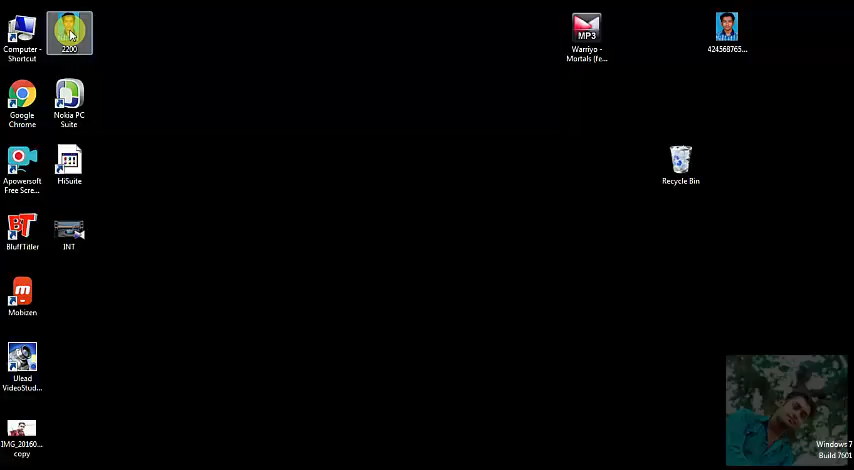 Computer -
Shortcut
2200
MP3
Warriyo -
Mortals (fe...
424568765...
Google
Chrome
Nokia PC
Suite
Apowersoft
Free Scre...
HiSuite
Recycle Bin
BT
BluffTitler
INT
m
Mobizen
Ulead
VideoStud...
IMG_20160...
copy
Windows 7
Build 7601